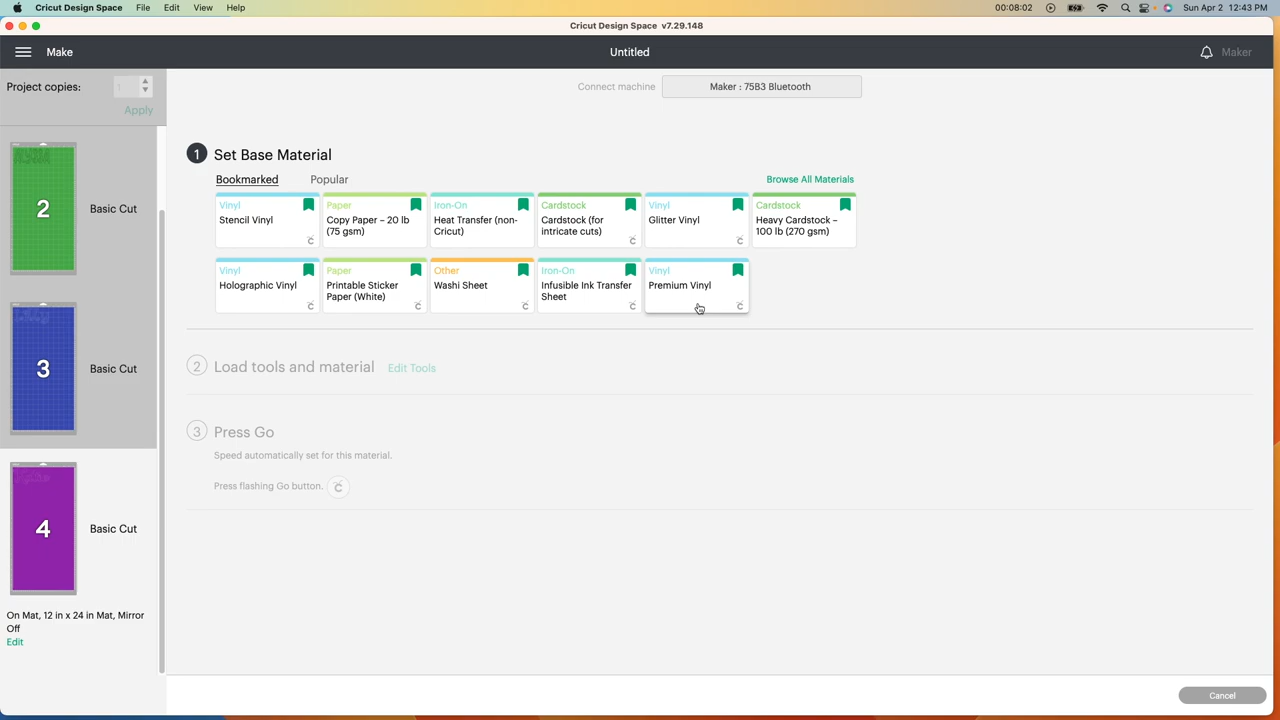 Cricut Design Space File Edit View Help 00:08:02 Sun Apr 2 12:43 PM
Cricut Design Space v7.29.148
Make Untitled Maker
Project copies: 1
Apply
Connect machine Maker : 75B3 Bluetooth
2 Basic Cut
3 Basic Cut
4 Basic Cut
On Mat, 12 in x 24 in Mat, Mirror
Off
Edit
1 Set Base Material
Bookmarked Popular Browse All Materials
Vinyl
Stencil Vinyl
Paper
Copy Paper – 20 lb
(75 gsm)
Iron-On
Heat Transfer (non-
Cricut)
Cardstock
Cardstock (for
intricate cuts)
Vinyl
Glitter Vinyl
Cardstock
Heavy Cardstock –
100 lb (270 gsm)
Vinyl
Holographic Vinyl
Paper
Printable Sticker
Paper (White)
Other
Washi Sheet
Iron-On
Infusible Ink Transfer
Sheet
Vinyl
Premium Vinyl
2 Load tools and material Edit Tools
3 Press Go
Speed automatically set for this material.
Press flashing Go button.
Cancel